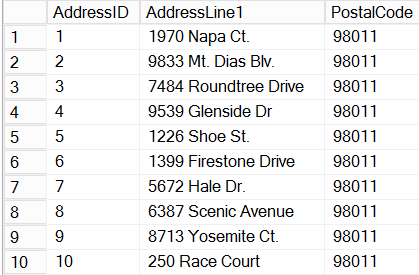 AddressID AddressLine1 PostalCode
1 1 1970 Napa Ct. 98011
2 2 9833 Mt. Dias Blv. 98011
3 3 7484 Roundtree Drive 98011
4 4 9539 Glenside Dr 98011
5 5 1226 Shoe St. 98011
6 6 1399 Firestone Drive 98011
7 7 5672 Hale Dr. 98011
8 8 6387 Scenic Avenue 98011
9 9 8713 Yosemite Ct. 98011
10 10 250 Race Court 98011